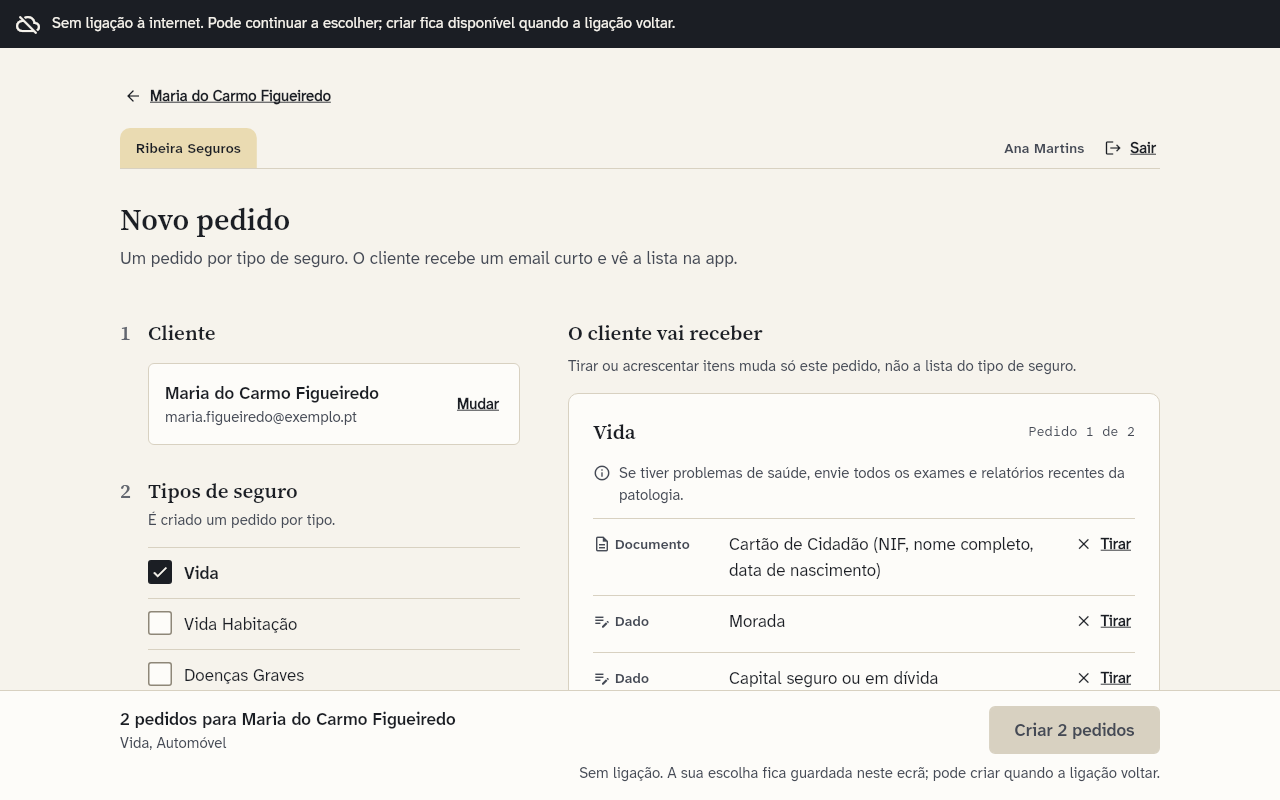 Sem ligação à internet. Pode continuar a escolher; criar fica disponível quando a ligação voltar.
Maria do Carmo Figueiredo
Ribeira Seguros
Ana Martins
Sair
Novo pedido
Um pedido por tipo de seguro. O cliente recebe um email curto e vê a lista na app.
1 Cliente
Maria do Carmo Figueiredo
maria.figueiredo@exemplo.pt
Mudar
2 Tipos de seguro
É criado um pedido por tipo.
Vida
Vida Habitação
Doenças Graves
O cliente vai receber
Tirar ou acrescentar itens muda só este pedido, não a lista do tipo de seguro.
Vida
Pedido 1 de 2
Se tiver problemas de saúde, envie todos os exames e relatórios recentes da
patologia.
Documento
Cartão de Cidadão (NIF, nome completo,
data de nascimento)
Tirar
Dado
Morada
Tirar
Dado
Capital seguro ou em dívida
Tirar
2 pedidos para Maria do Carmo Figueiredo
Vida, Automóvel
Criar 2 pedidos
Sem ligação. A sua escolha fica guardada neste ecrã; pode criar quando a ligação voltar.